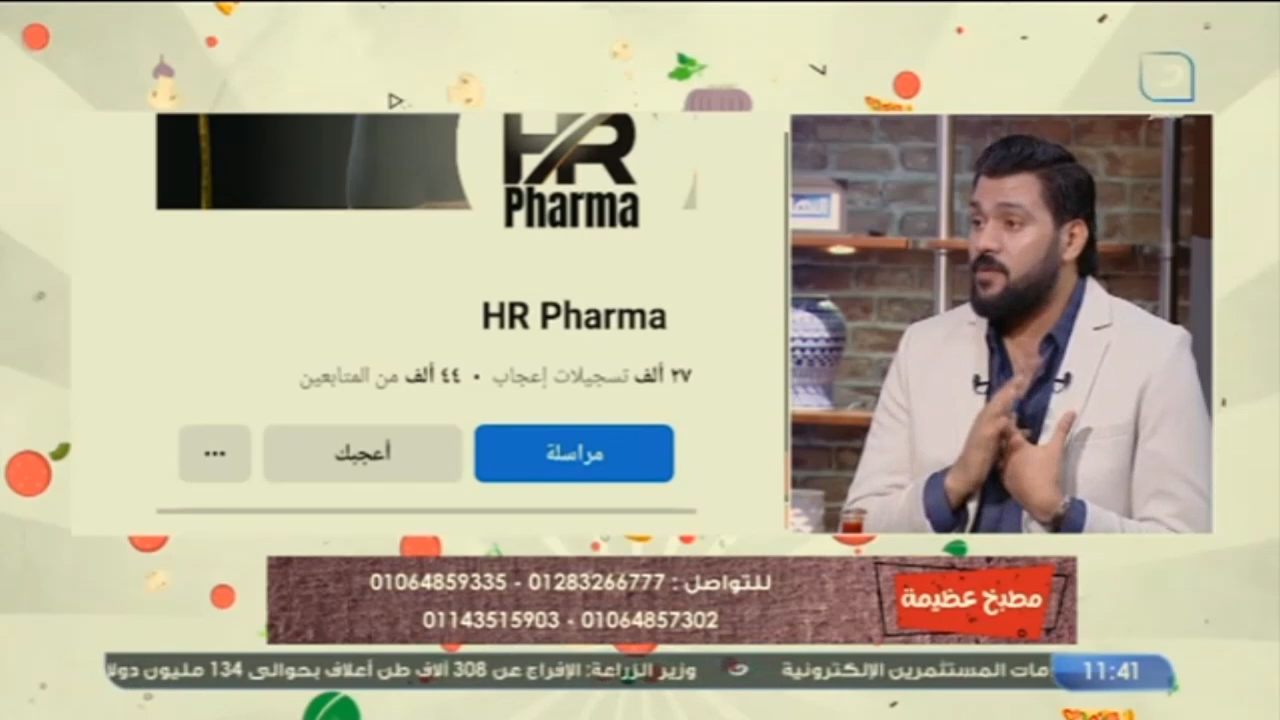 HR
Pharma
HR Pharma
٢٧ ألف تسجيلات إعجاب • ٤٤ ألف من المتابعين
مراسلة
أعجبك
مطبخ عظيمة
للتواصل : 01283266777 - 01064859335
01064857302 - 01143515903
11:41
مات المستثمرين الإلكترونية
وزير الزراعة: الإفراج عن 308 آلاف طن أعلاف بحوالى 134 مليون دولا